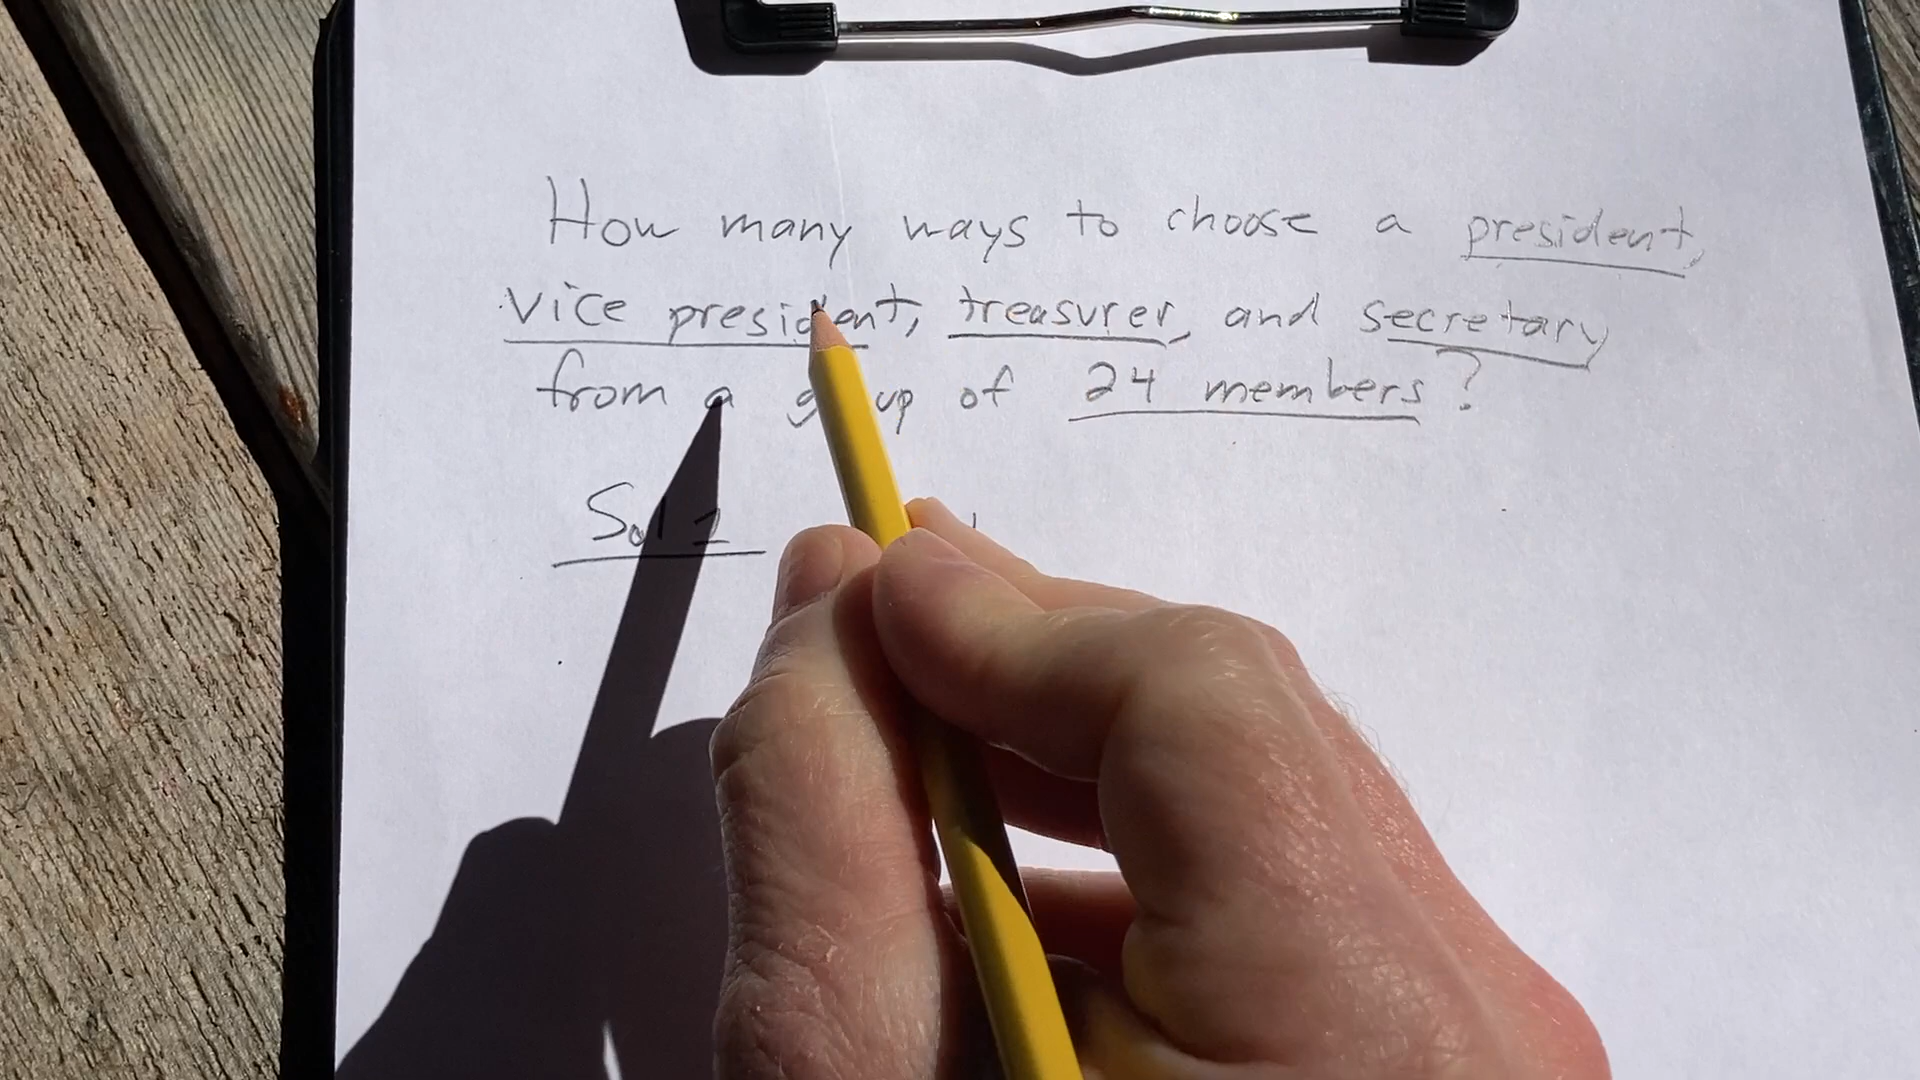 How many ways to choose a president,
vice president, treasurer, and secretary
from a group of 24 members?
Sol 1